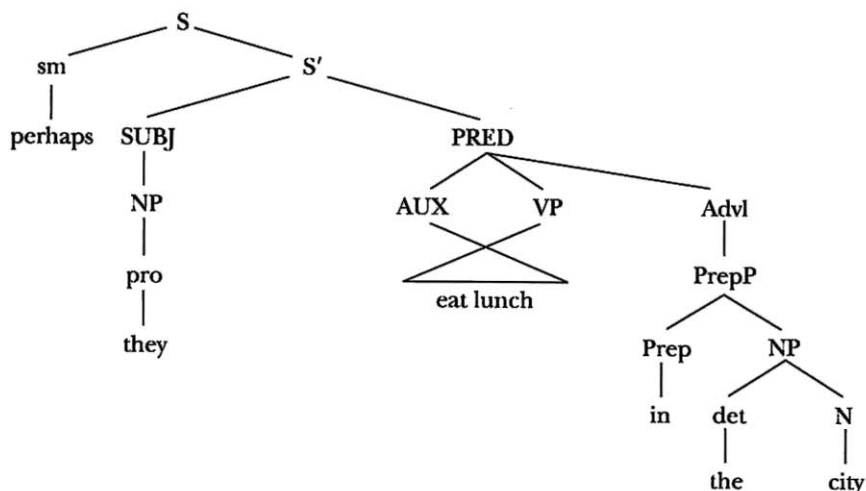 S
sm S′
perhaps SUBJ PRED
NP AUX VP Advl
pro eat lunch PrepP
they Prep NP
in det N
the city